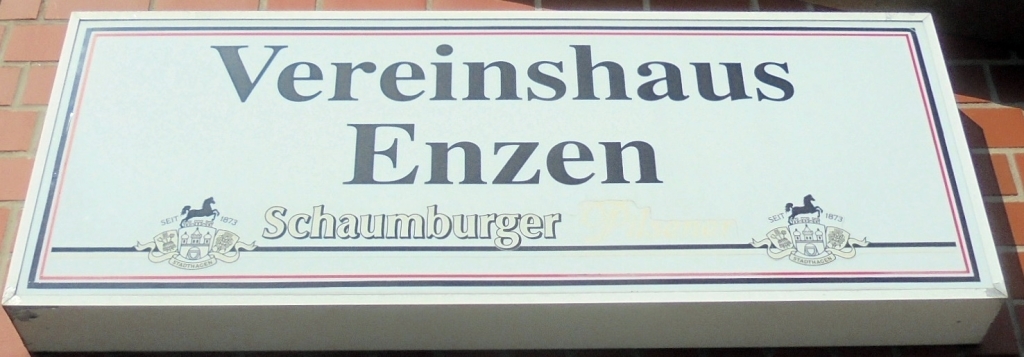 Vereinshaus
Enzen
SEIT 1873 Schaumburger SEIT 1873
STADTHAGEN STADTHAGEN